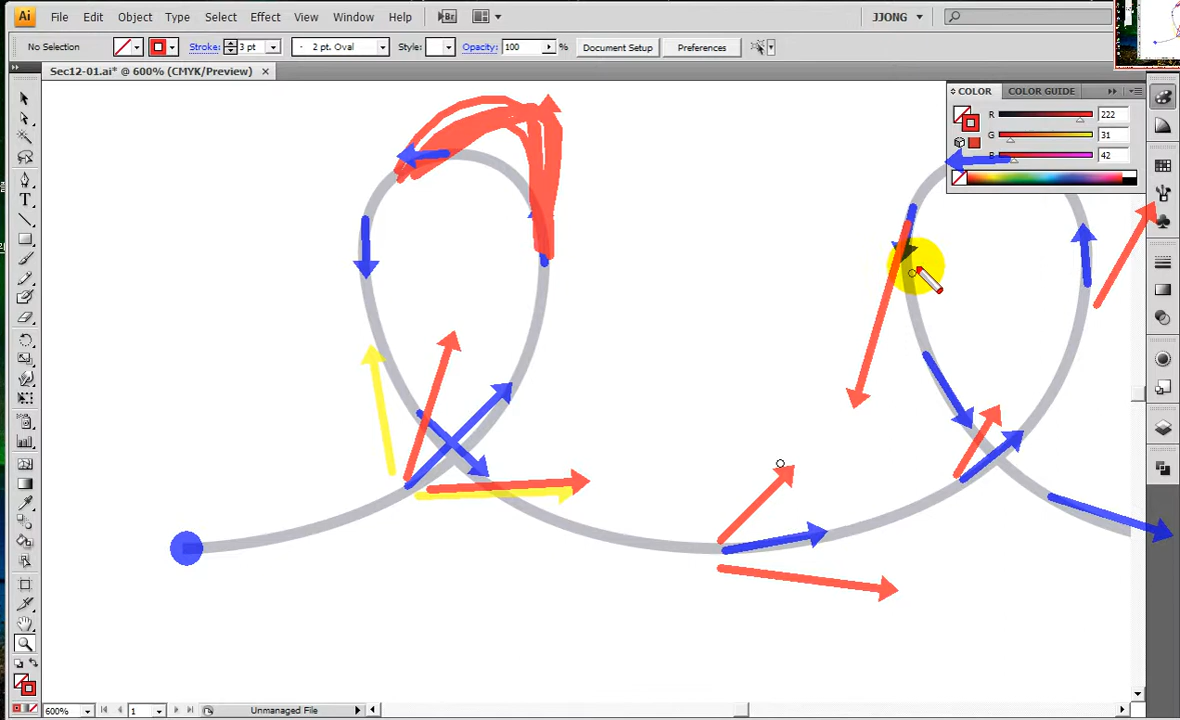 Ai File Edit Object Type Select Effect View Window Help Br JJONG
No Selection Stroke: 3 pt 2 pt. Oval Style: Opacity: 100 % Document Setup Preferences
Sec12-01.ai* @ 600% (CMYK/Preview) x
COLOR COLOR GUIDE
R 222
G 31
B 42
T
600% 1 Unmanaged File